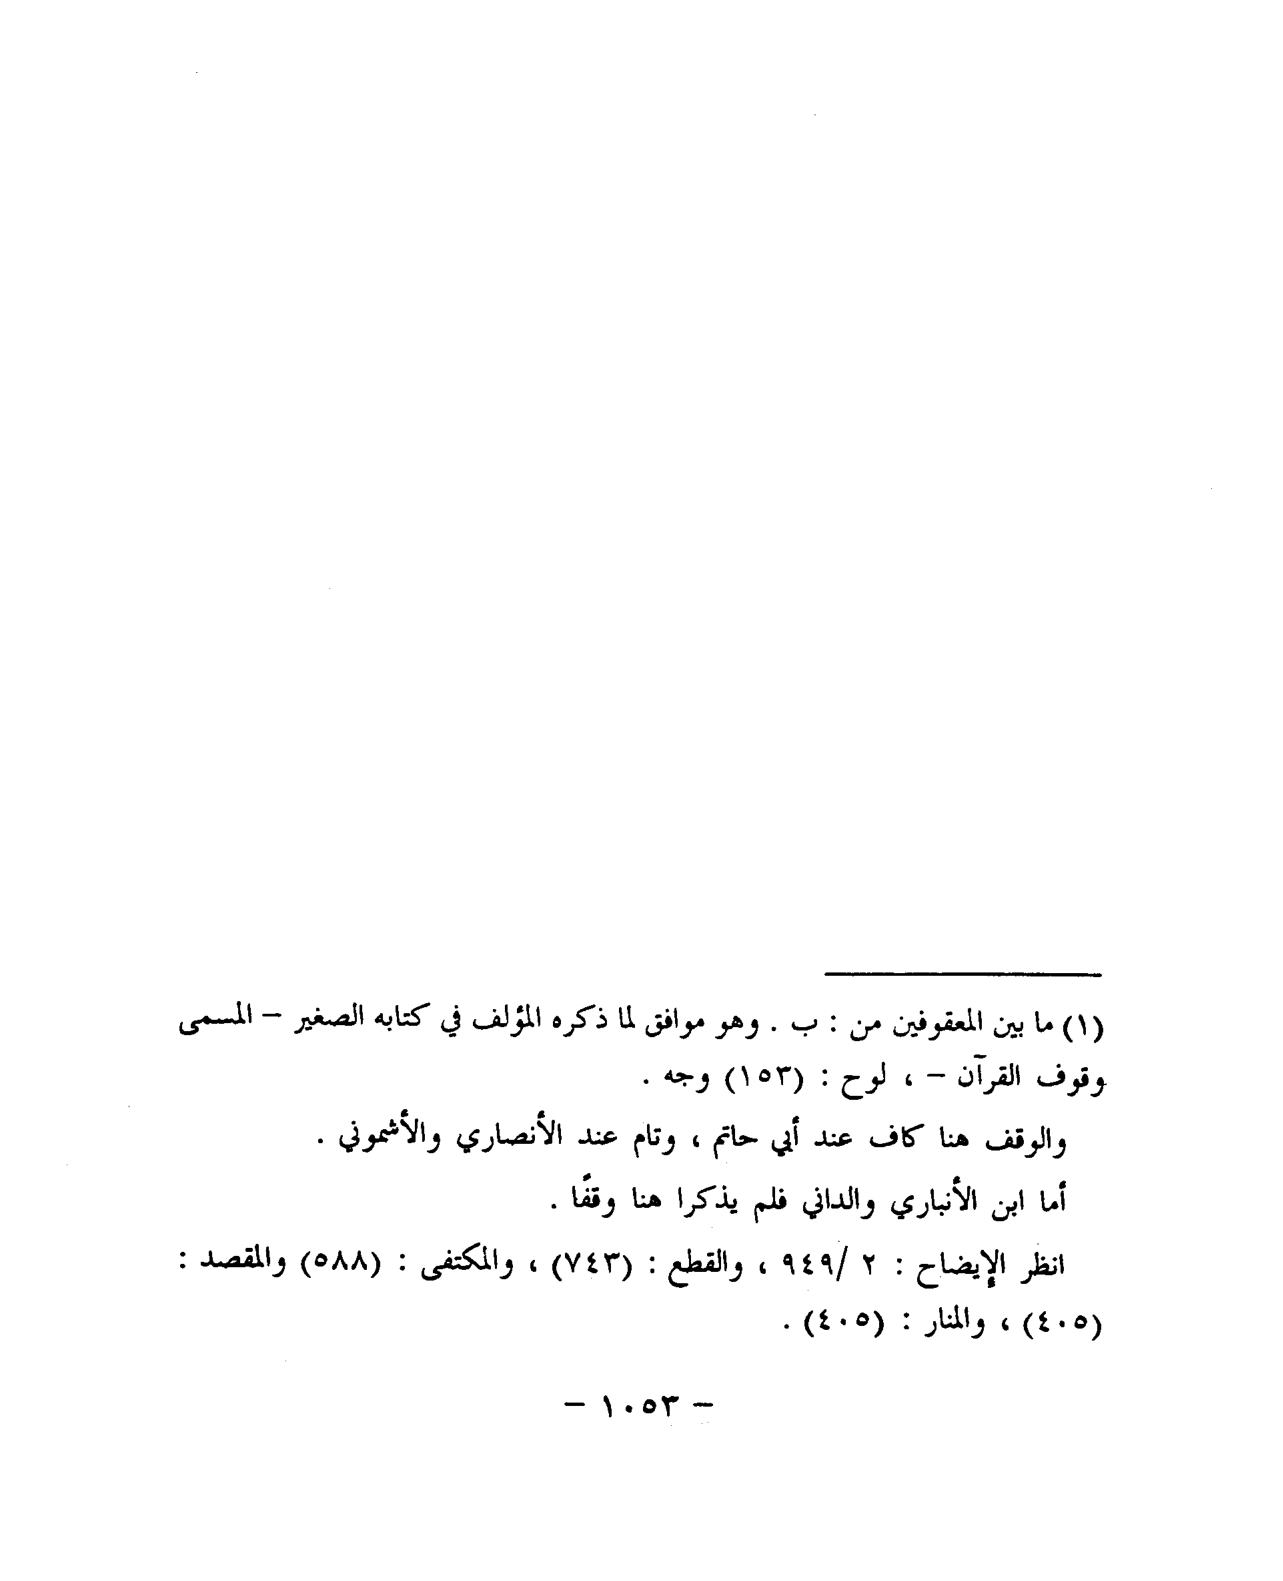 (١) ما بين المعقوفين من : ب . وهو موافق لما ذكره المؤلف في كتابه الصغير – المسمى
وقوف القرآن – ، لوح : (١٥٣) وجه .
والوقف هنا كاف عند أبي حاتم ، وتام عند الأنصاري والأشموني .
أما ابن الأنباري والداني فلم يذكرا هنا وقفًا .
انظر الإيضاح : ٢ /٩٤٩ ، والقطع : (٧٤٣) ، والمكتفى : (٥٨٨) والمقصد :
(٤٠٥) ، والمنار : (٤٠٥) .
– ١٠٥٣ –